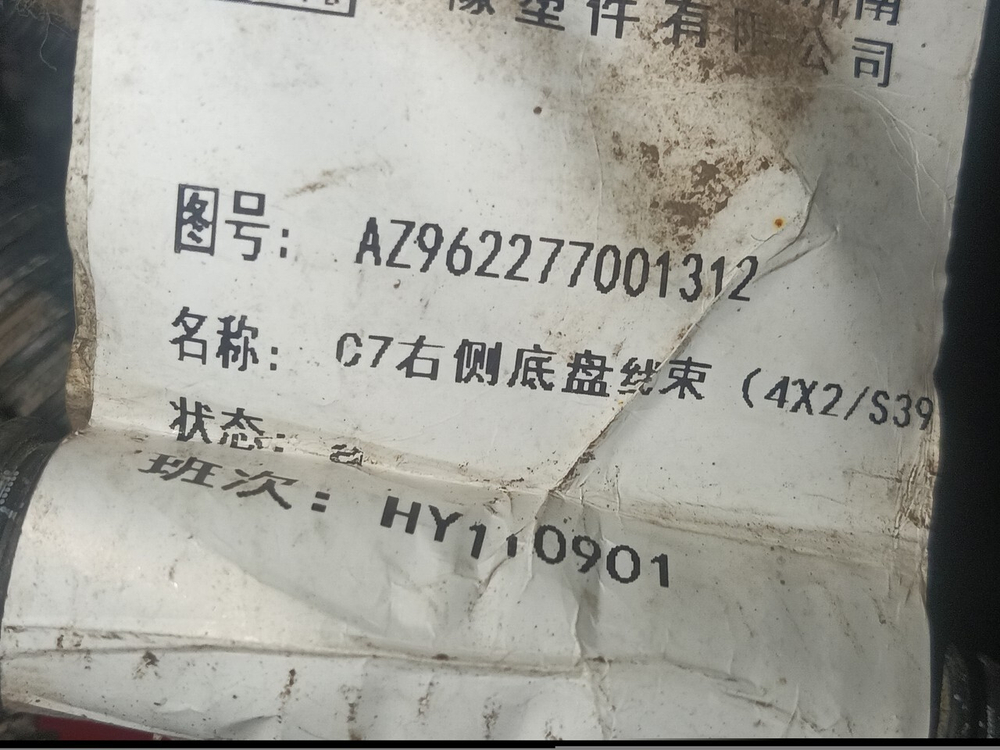 南
橡塑件有限公司
图号: AZ962277001312
名称: C7右侧底盘线束 (4X2/S39
状态:
班次: HY110901